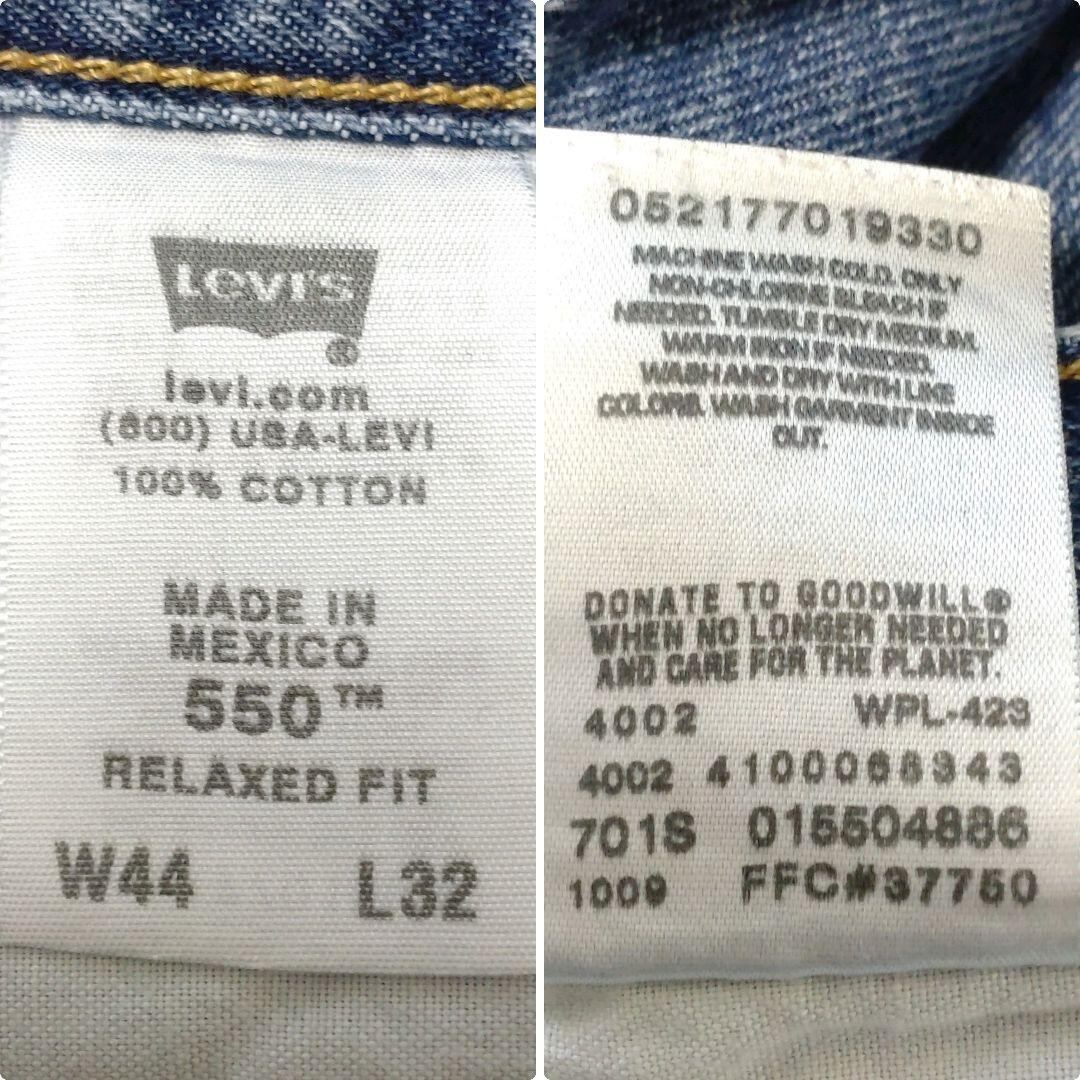 Levi's
®
levi.com
(800) USA-LEVI
100% COTTON
MADE IN
MEXICO
550™
RELAXED FIT
W44 L32
052177019330
MACHINE WASH COLD. ONLY
NON-CHLORINE BLEACH IF
NEEDED. TUMBLE DRY MEDIUM.
WARM IRON IF NEEDED.
WASH AND DRY WITH LIKE
COLORS. WASH GARMENT INSIDE
OUT.
DONATE TO GOODWILL®
WHEN NO LONGER NEEDED
AND CARE FOR THE PLANET.
4002 WPL-423
4002 4100068343
701S 015504886
1009 FFC#37750